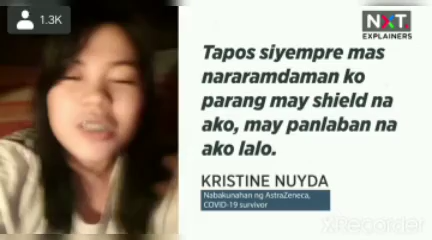 1.3K
NXT
EXPLAINERS
Tapos siyempre mas
nararamdaman ko
parang may shield na
ako, may panlaban na
ako lalo.
KRISTINE NUYDA
Nabakunahan ng AstraZeneca,
COVID-19 survivor
XRecorder